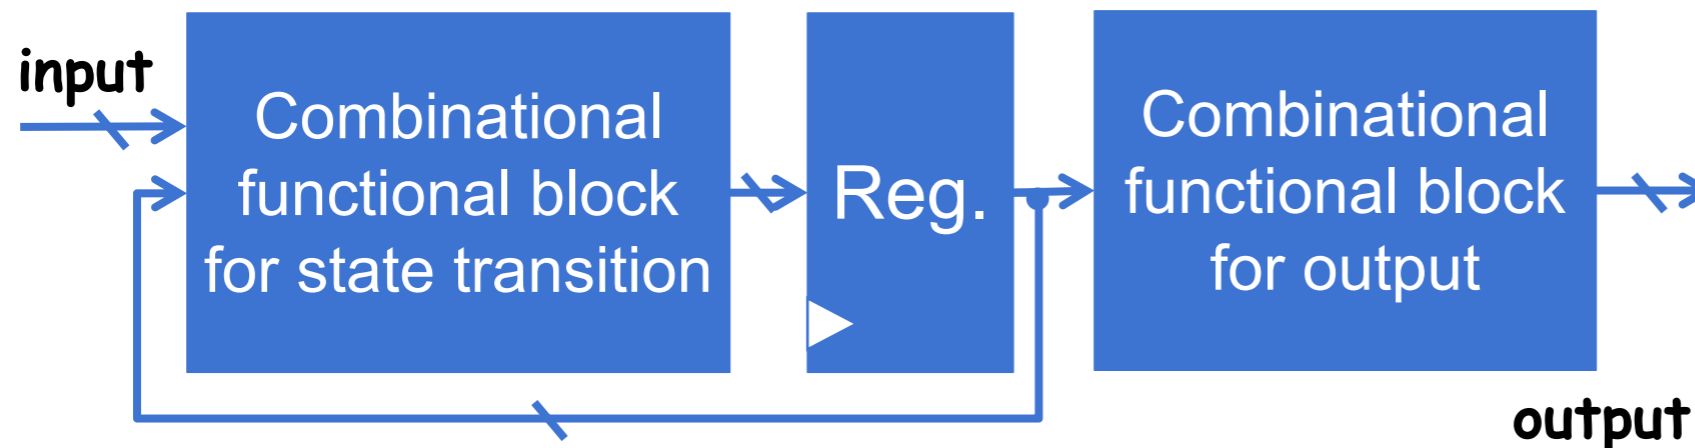 input
Combinational
functional block
for state transition
Reg.
Combinational
functional block
for output
output